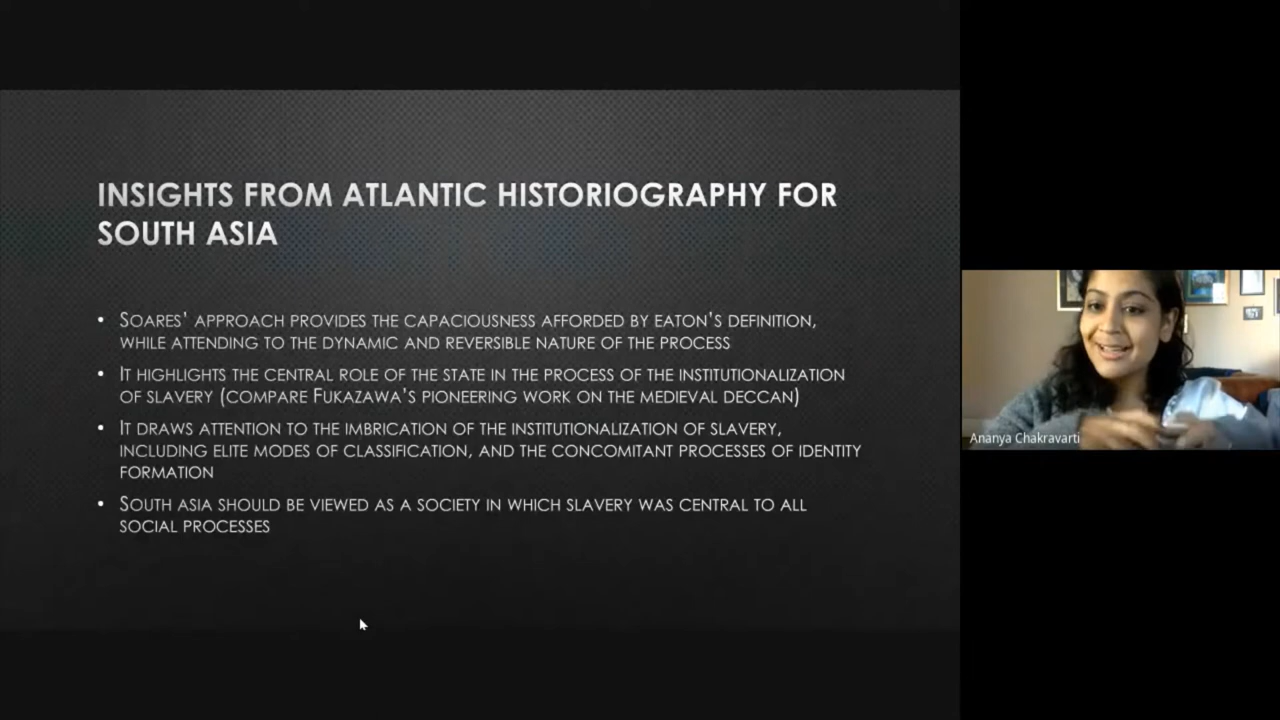 INSIGHTS FROM ATLANTIC HISTORIOGRAPHY FOR
SOUTH ASIA
• SOARES' APPROACH PROVIDES THE CAPACIOUSNESS AFFORDED BY EATON'S DEFINITION,
WHILE ATTENDING TO THE DYNAMIC AND REVERSIBLE NATURE OF THE PROCESS
• IT HIGHLIGHTS THE CENTRAL ROLE OF THE STATE IN THE PROCESS OF THE INSTITUTIONALIZATION
OF SLAVERY (COMPARE FUKAZAWA'S PIONEERING WORK ON THE MEDIEVAL DECCAN)
• IT DRAWS ATTENTION TO THE IMBRICATION OF THE INSTITUTIONALIZATION OF SLAVERY,
INCLUDING ELITE MODES OF CLASSIFICATION, AND THE CONCOMITANT PROCESSES OF IDENTITY
FORMATION
• SOUTH ASIA SHOULD BE VIEWED AS A SOCIETY IN WHICH SLAVERY WAS CENTRAL TO ALL
SOCIAL PROCESSES
Ananya Chakravarti